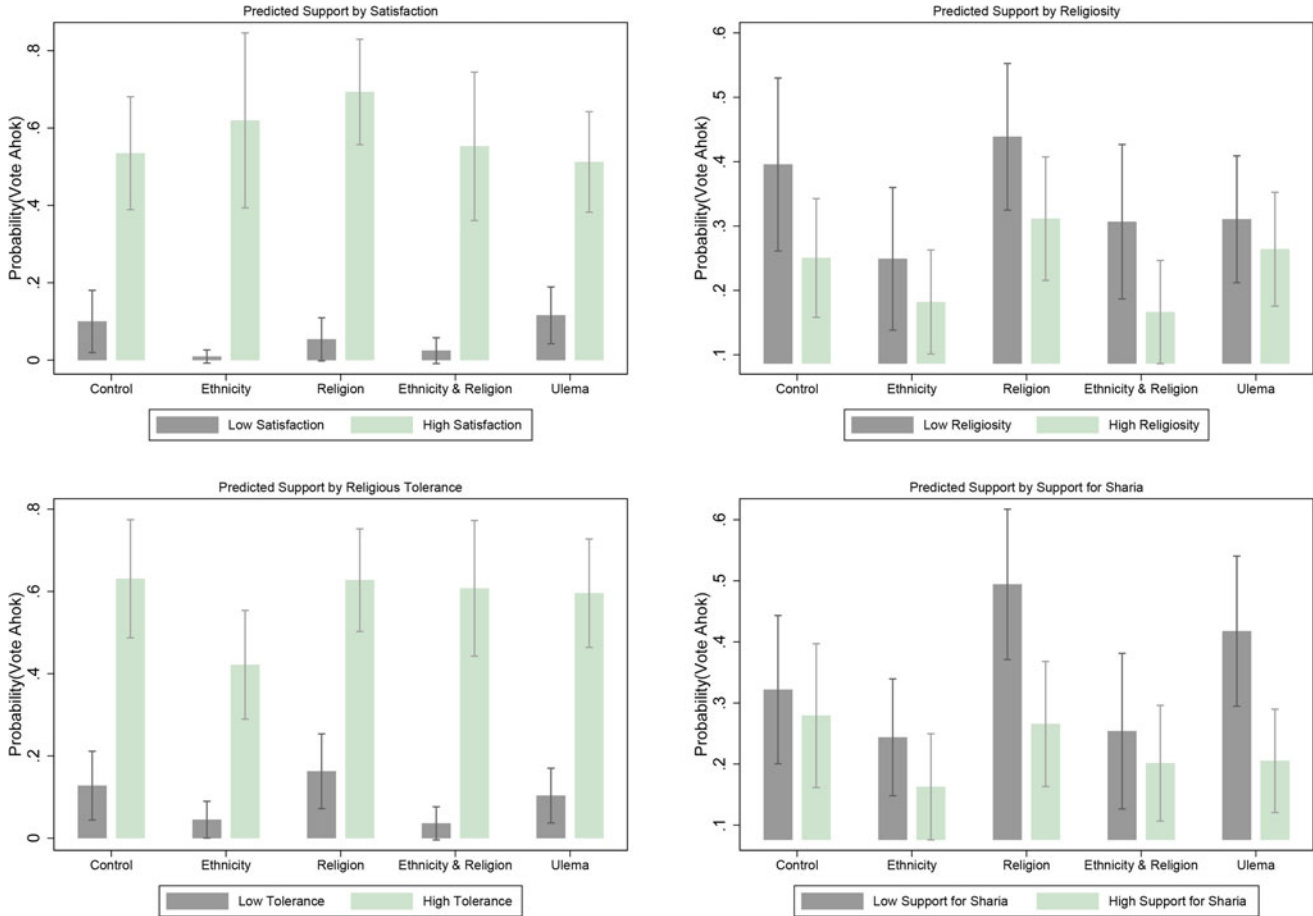 Predicted Support by Satisfaction
Probability(Vote Ahok)
.8
.6
.4
.2
0
Control Ethnicity Religion Ethnicity & Religion Ulema
Low Satisfaction High Satisfaction
Predicted Support by Religiosity
Probability(Vote Ahok)
.6
.5
.4
.3
.2
.1
Control Ethnicity Religion Ethnicity & Religion Ulema
Low Religiosity High Religiosity
Predicted Support by Religious Tolerance
Probability(Vote Ahok)
.8
.6
.4
.2
0
Control Ethnicity Religion Ethnicity & Religion Ulema
Low Tolerance High Tolerance
Predicted Support by Support for Sharia
Probability(Vote Ahok)
.6
.5
.4
.3
.2
.1
Control Ethnicity Religion Ethnicity & Religion Ulema
Low Support for Sharia High Support for Sharia